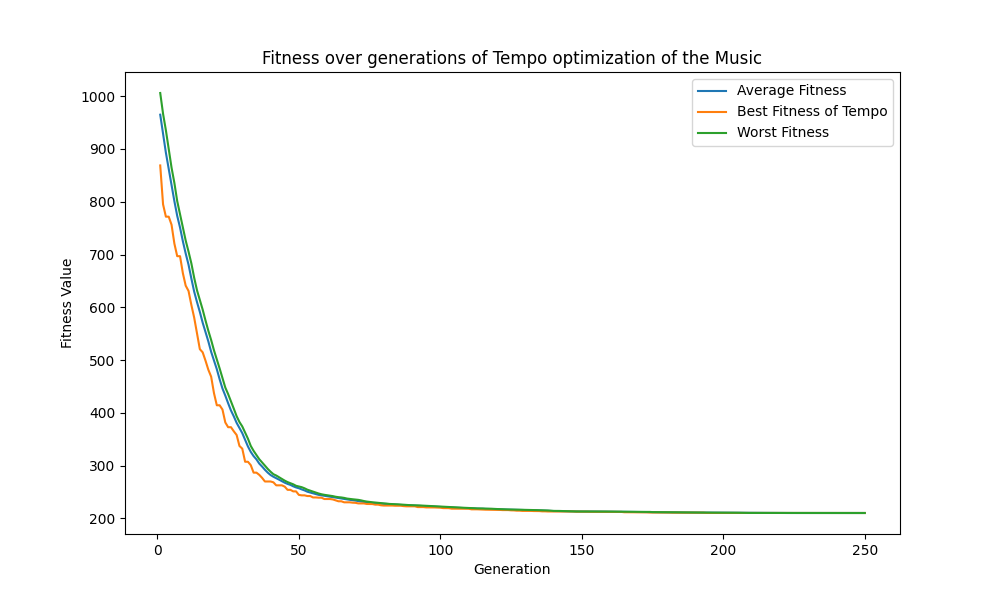 Fitness over generations of Tempo optimization of the Music
Average Fitness
Best Fitness of Tempo
Worst Fitness
Fitness Value
1000
900
800
700
600
500
400
300
200
0 50 100 150 200 250
Generation